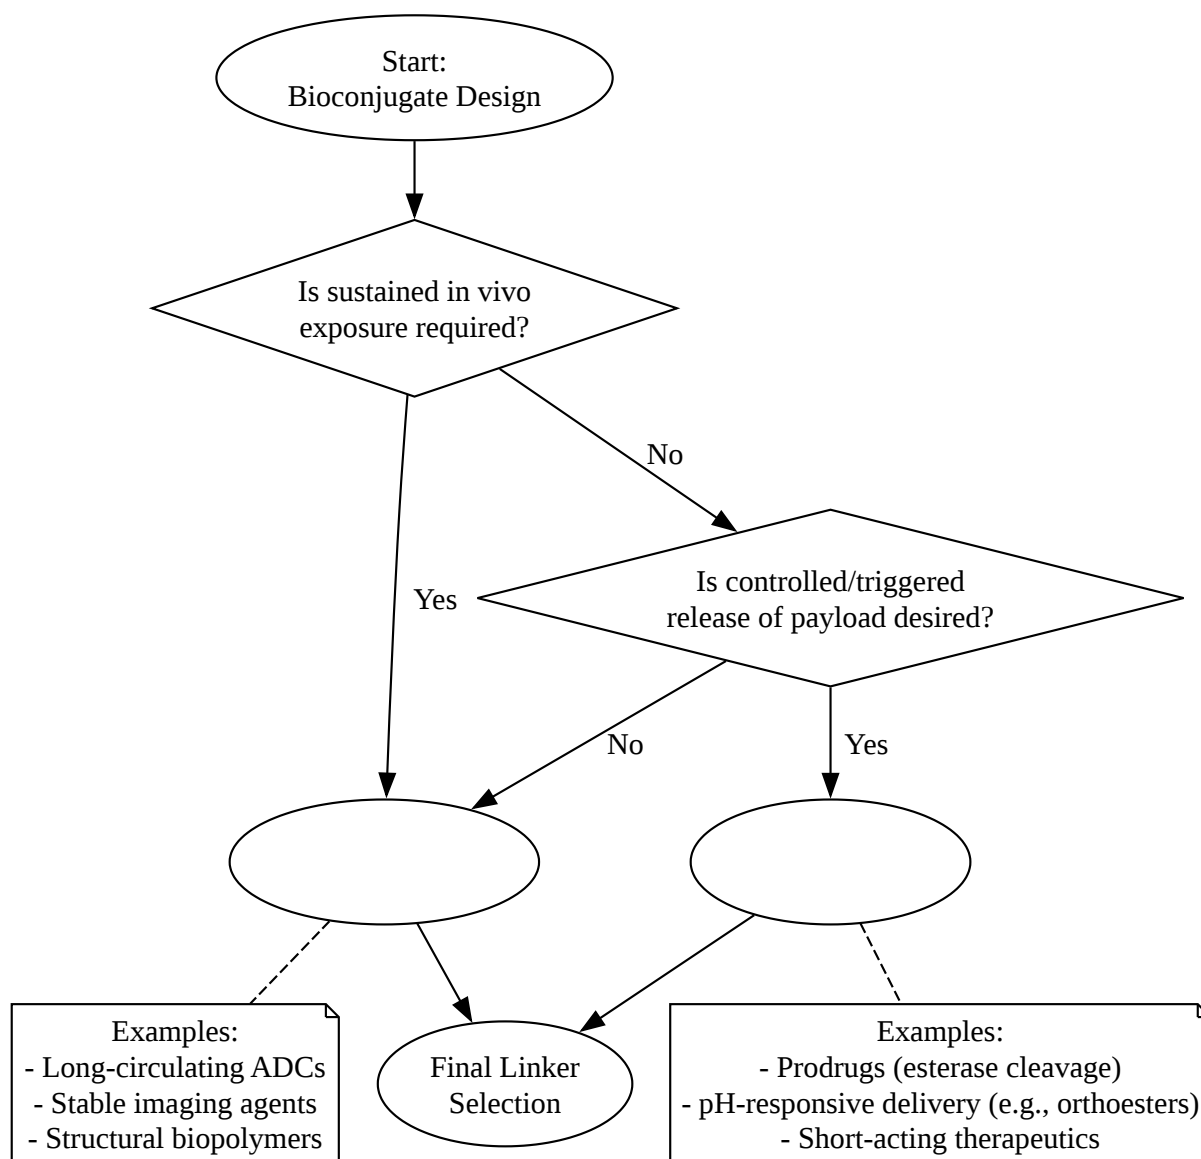 Start:
Bioconjugate Design
Is sustained in vivo
exposure required?
No
Is controlled/triggered
release of payload desired?
Yes
No
Yes
Examples:
- Long-circulating ADCs
- Stable imaging agents
- Structural biopolymers
Final Linker
Selection
Examples:
- Prodrugs (esterase cleavage)
- pH-responsive delivery (e.g., orthoesters)
- Short-acting therapeutics